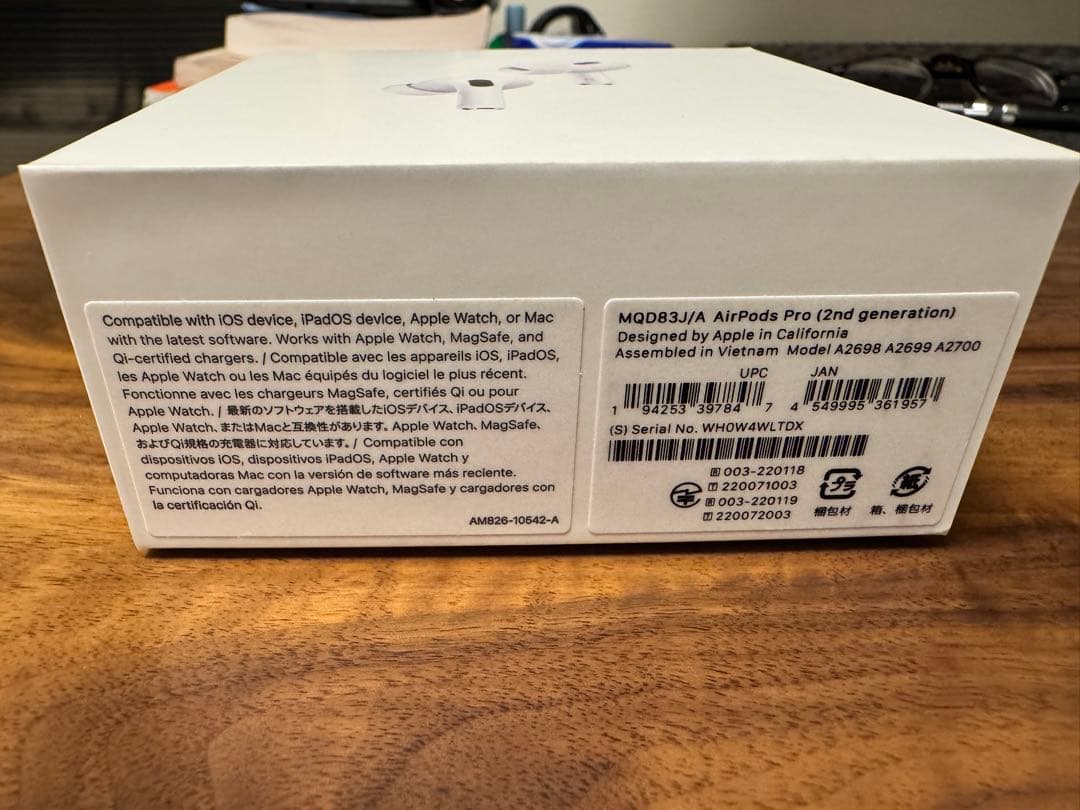 Compatible with iOS device, iPadOS device, Apple Watch, or Mac
with the latest software. Works with Apple Watch, MagSafe, and
Qi-certified chargers. / Compatible avec les appareils iOS, iPadOS,
les Apple Watch ou les Mac équipés du logiciel le plus récent.
Fonctionne avec les chargeurs MagSafe, certifiés Qi ou pour
Apple Watch. / 最新のソフトウェアを搭載したiOSデバイス、iPadOSデバイス、
Apple Watch、またはMacと互換性があります。Apple Watch、MagSafe、
およびQi規格の充電器に対応しています。/ Compatible con
dispositivos iOS, dispositivos iPadOS, Apple Watch y
computadoras Mac con la versión de software más reciente.
Funciona con cargadores Apple Watch, MagSafe y cargadores con
la certificación Qi.
AM826-10542-A
MQD83J/A AirPods Pro (2nd generation)
Designed by Apple in California
Assembled in Vietnam Model A2698 A2699 A2700
UPC JAN
1 94253 39784 7 4 549995 361957
(S) Serial No. WH0W4WLTDX
R 003-220118
T 220071003
R 003-220119
T 220072003
プラ
梱包材
紙
箱、梱包材